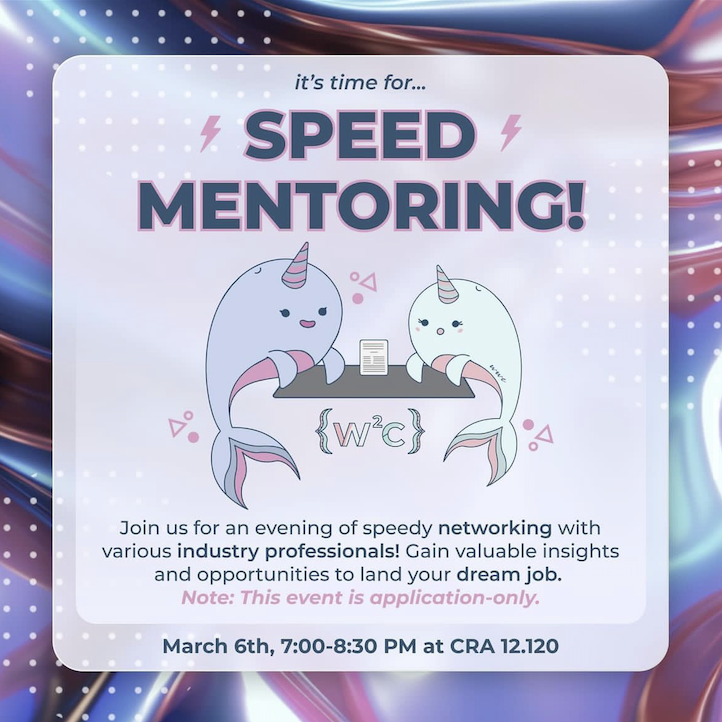 it's time for...
SPEED
MENTORING!
{W²C}
Join us for an evening of speedy networking with
various industry professionals! Gain valuable insights
and opportunities to land your dream job.
Note: This event is application-only.
March 6th, 7:00-8:30 PM at CRA 12.120